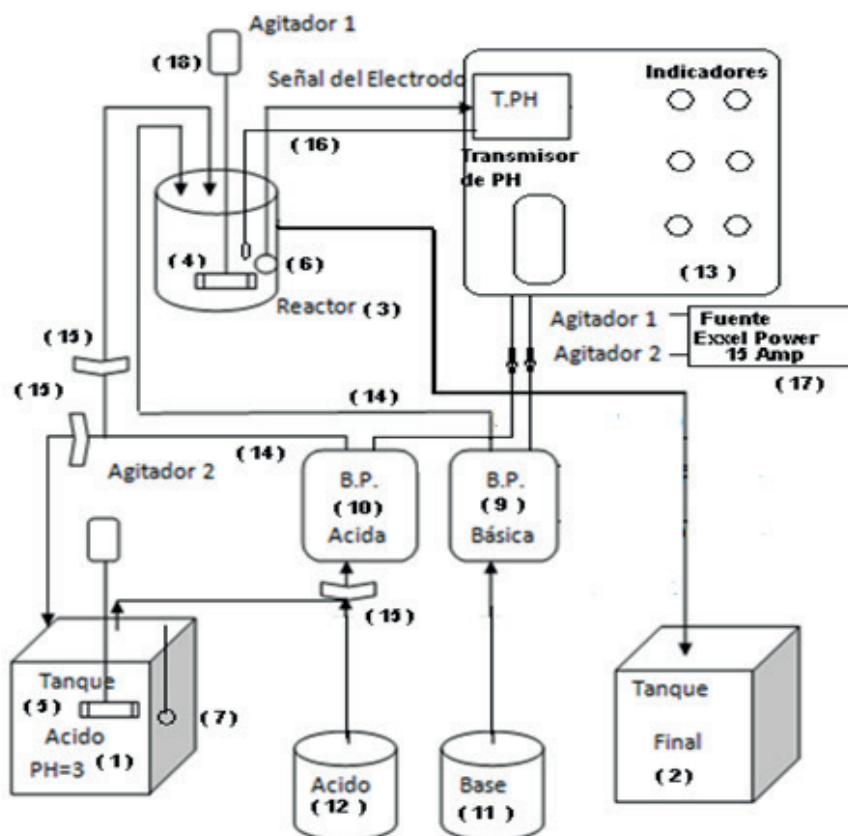 Agitador 1
(18)
Señal del Electrodo
T.PH
Indicadores
(16)
Transmisor
de PH
(4)
(6)
(13)
Reactor (3)
Agitador 1
Agitador 2
Fuente
Exxel Power
15 Amp
(17)
(15)
(15)
(14)
(14)
Agitador 2
B.P.
(10)
Acida
B.P.
(9)
Básica
(15)
Tanque
(5)
(7)
Acido
(1)
PH=3
Acido
(12)
Base
(11)
Tanque
Final
(2)